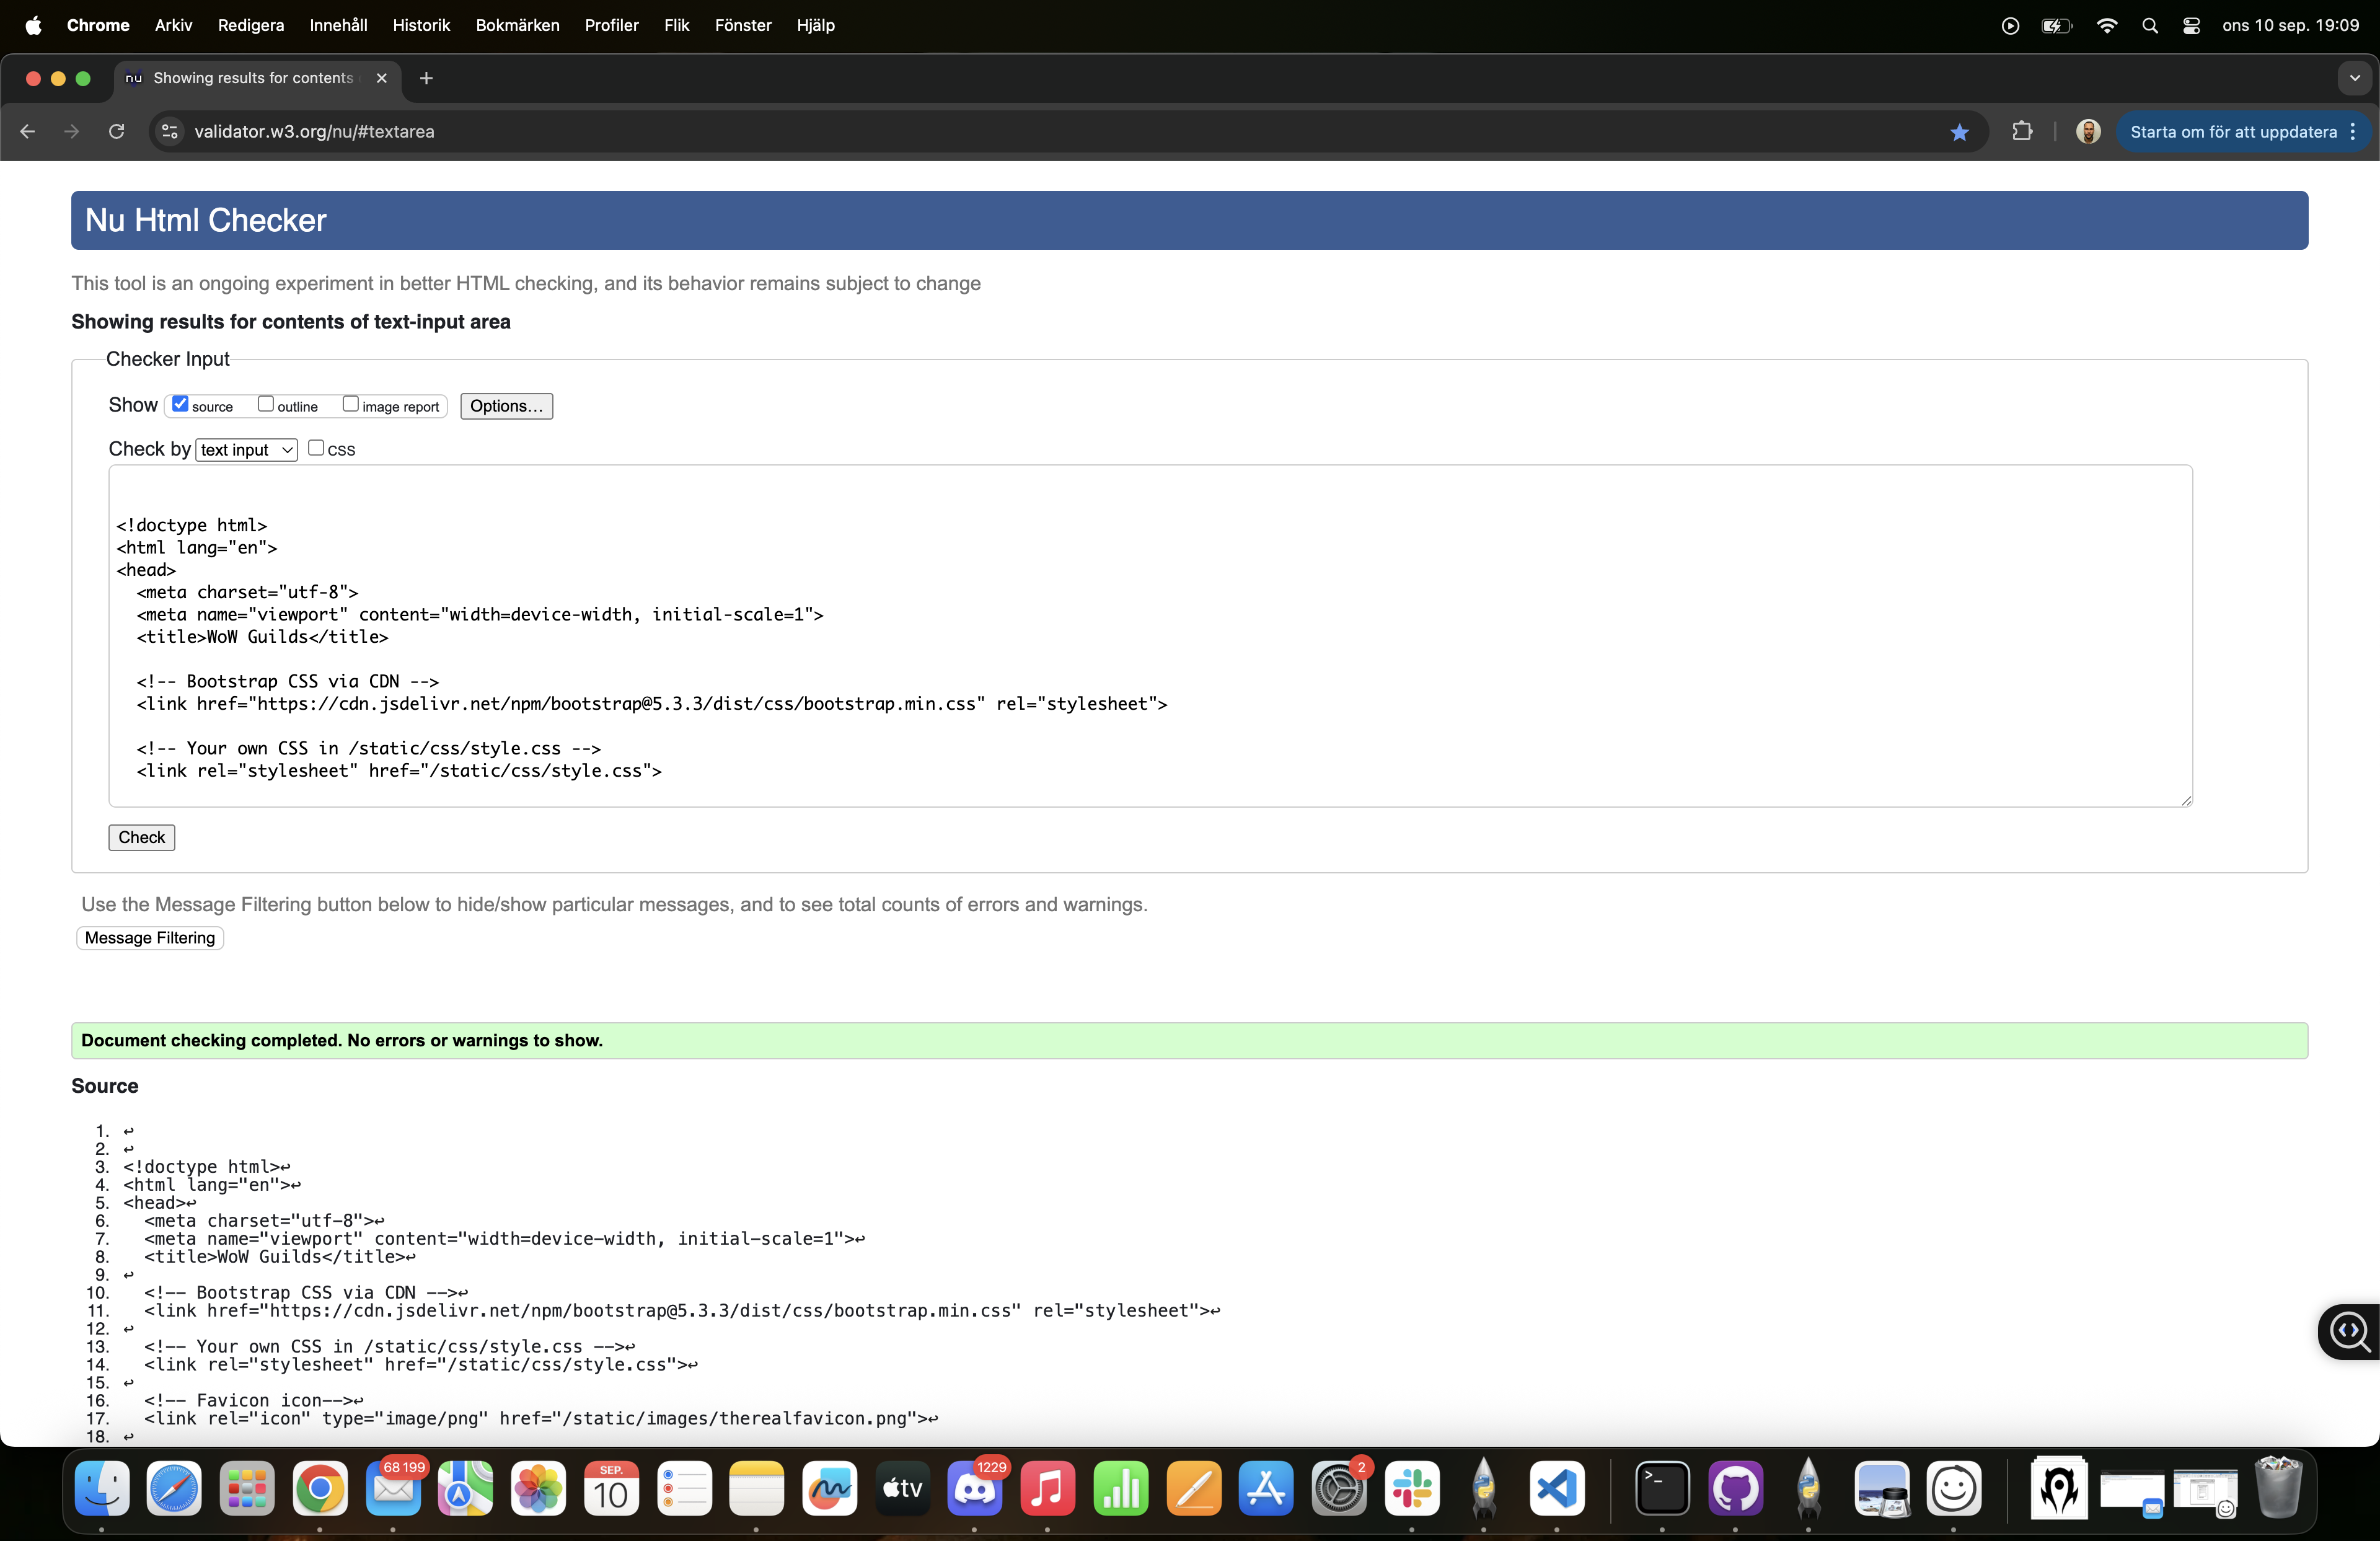 Chrome Arkiv Redigera Innehåll Historik Bokmärken Profiler Flik Fönster Hjälp ons 10 sep. 19:09
nu Showing results for contents
validator.w3.org/nu/#textarea Starta om för att uppdatera
Nu Html Checker
This tool is an ongoing experiment in better HTML checking, and its behavior remains subject to change
Showing results for contents of text-input area
Checker Input
Show source outline image report Options...
Check by text input CSS
<!doctype html>
<html lang="en">
<head>
  <meta charset="utf-8">
  <meta name="viewport" content="width=device-width, initial-scale=1">
  <title>WoW Guilds</title>
  <!-- Bootstrap CSS via CDN -->
  <link href="https://cdn.jsdelivr.net/npm/bootstrap@5.3.3/dist/css/bootstrap.min.css" rel="stylesheet">
  <!-- Your own CSS in /static/css/style.css -->
  <link rel="stylesheet" href="/static/css/style.css">
Check
Use the Message Filtering button below to hide/show particular messages, and to see total counts of errors and warnings.
Message Filtering
Document checking completed. No errors or warnings to show.
Source
1. ↩
2. ↩
3. <!doctype html>↩
4. <html lang="en">↩
5. <head>↩
6.   <meta charset="utf-8">↩
7.   <meta name="viewport" content="width=device-width, initial-scale=1">↩
8.   <title>WoW Guilds</title>↩
9. ↩
10.   <!-- Bootstrap CSS via CDN -->↩
11.   <link href="https://cdn.jsdelivr.net/npm/bootstrap@5.3.3/dist/css/bootstrap.min.css" rel="stylesheet">↩
12. ↩
13.   <!-- Your own CSS in /static/css/style.css -->↩
14.   <link rel="stylesheet" href="/static/css/style.css">↩
15. ↩
16.   <!-- Favicon icon-->↩
17.   <link rel="icon" type="image/png" href="/static/images/therealfavicon.png">↩
18. ↩
68 199 SEP. 10 tv 1229 2 >_